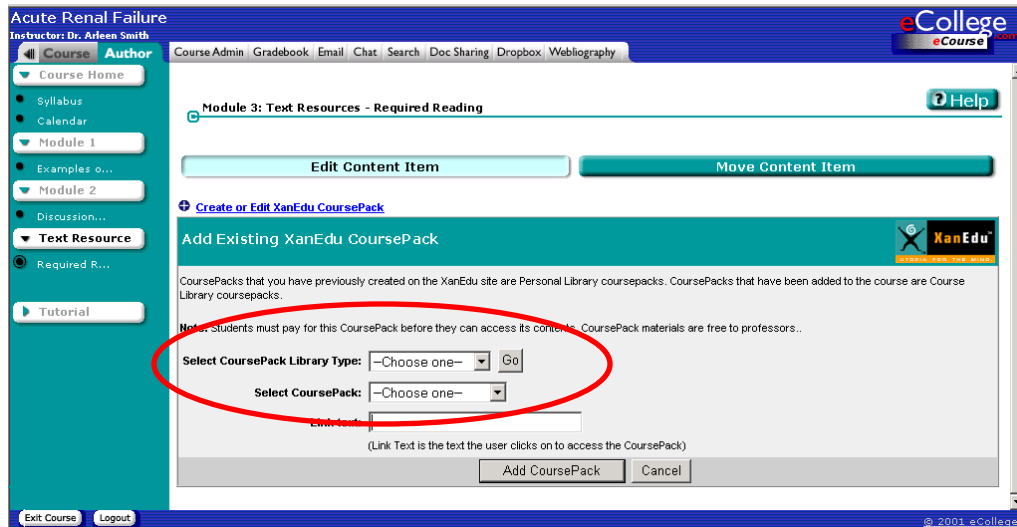 Acute Renal Failure
Instructor: Dr. Arleen Smith
eCollege
.com
eCourse
Course Author
Course Admin Gradebook Email Chat Search Doc Sharing Dropbox Webliography
Course Home
Syllabus
Calendar
Module 1
Examples o...
Module 2
Discussion...
Text Resource
Required R...
Tutorial
Module 3: Text Resources - Required Reading
? Help
Edit Content Item
Move Content Item
Create or Edit XanEdu CoursePack
Add Existing XanEdu CoursePack
XanEdu™
UTOPIA FOR THE MIND.
CoursePacks that you have previously created on the XanEdu site are Personal Library coursepacks. CoursePacks that have been added to the course are Course
Library coursepacks.
Note: Students must pay for this CoursePack before they can access its contents. CoursePack materials are free to professors..
Select CoursePack Library Type: –Choose one– Go
Select CoursePack: –Choose one–
Link text:
(Link Text is the text the user clicks on to access the CoursePack)
Add CoursePack Cancel
Exit Course Logout
© 2001 eCollege